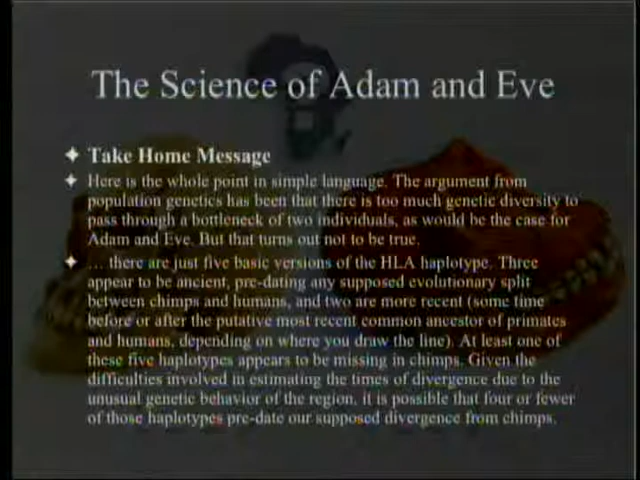 The Science of Adam and Eve
Take Home Message
Here is the whole point in simple language. The argument from
population genetics has been that there is too much genetic diversity to
pass through a bottleneck of two individuals, as would be the case for
Adam and Eve. But that turns out not to be true.
… there are just five basic versions of the HLA haplotype. Three
appear to be ancient, pre-dating any supposed evolutionary split
between chimps and humans, and two are more recent (some time
before or after the putative most recent common ancestor of primates
and humans, depending on where you draw the line). At least one of
these five haplotypes appears to be missing in chimps. Given the
difficulties involved in estimating the times of divergence due to the
unusual genetic behavior of the region, it is possible that four or fewer
of those haplotypes pre-date our supposed divergence from chimps.